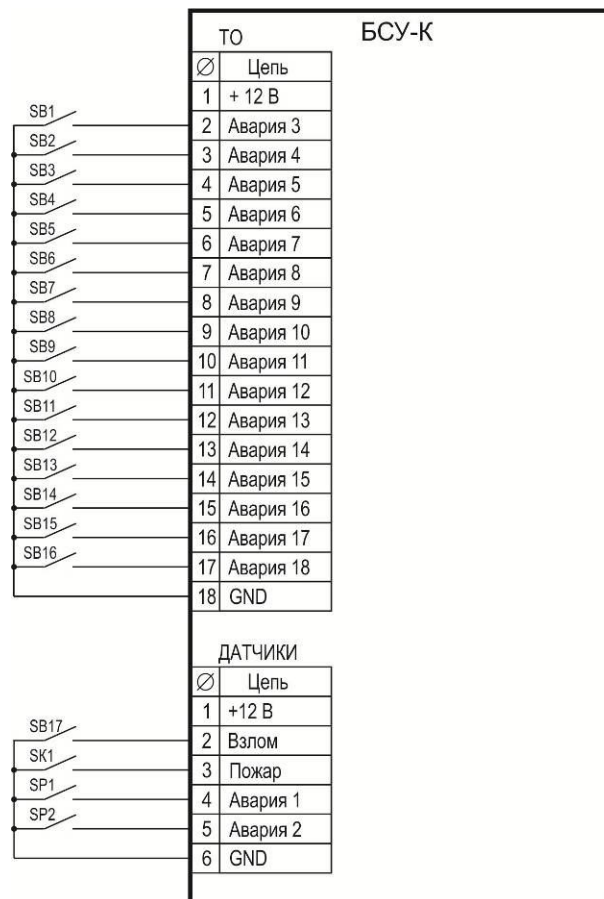 БСУ-К
ТО
∅ Цепь
1 + 12 В
SB1 2 Авария 3
SB2 3 Авария 4
SB3 4 Авария 5
SB4 5 Авария 6
SB5 6 Авария 7
SB6 7 Авария 8
SB7 8 Авария 9
SB8 9 Авария 10
SB9 10 Авария 11
SB10 11 Авария 12
SB11 12 Авария 13
SB12 13 Авария 14
SB13 14 Авария 15
SB14 15 Авария 16
SB15 16 Авария 17
SB16 17 Авария 18
18 GND
ДАТЧИКИ
∅ Цепь
1 +12 В
SB17 2 Взлом
SK1 3 Пожар
SP1 4 Авария 1
SP2 5 Авария 2
6 GND